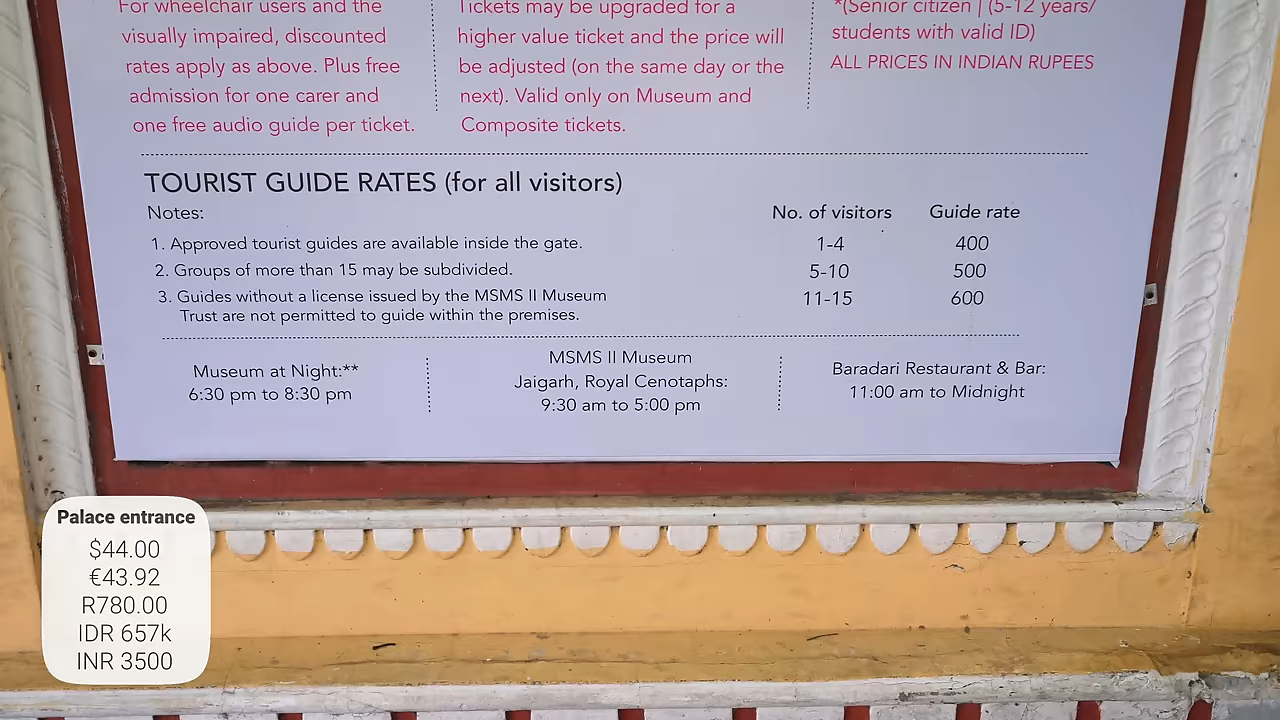 For wheelchair users and the
visually impaired, discounted
rates apply as above. Plus free
admission for one carer and
one free audio guide per ticket.
Tickets may be upgraded for a
higher value ticket and the price will
be adjusted (on the same day or the
next). Valid only on Museum and
Composite tickets.
*(Senior citizen | (5-12 years/
students with valid ID)
ALL PRICES IN INDIAN RUPEES
TOURIST GUIDE RATES (for all visitors)
Notes:
1. Approved tourist guides are available inside the gate.
2. Groups of more than 15 may be subdivided.
3. Guides without a license issued by the MSMS II Museum
Trust are not permitted to guide within the premises.
No. of visitors Guide rate
1-4 400
5-10 500
11-15 600
Museum at Night:**
6:30 pm to 8:30 pm
MSMS II Museum
Jaigarh, Royal Cenotaphs:
9:30 am to 5:00 pm
Baradari Restaurant & Bar:
11:00 am to Midnight
Palace entrance
$44.00
€43.92
R780.00
IDR 657k
INR 3500